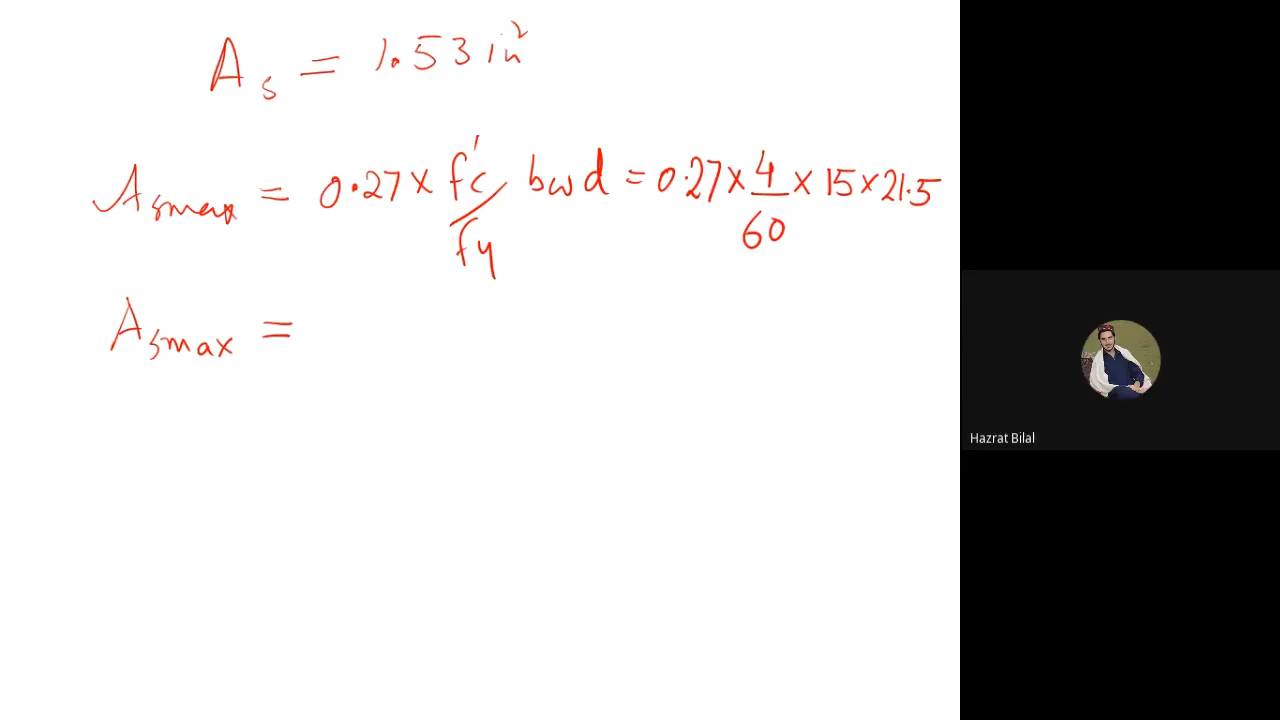 As = 1.53 in²
Asmax = 0.27 × f'c/fy bwd = 0.27 × 4/60 × 15 × 21.5
Asmax =
Hazrat Bilal